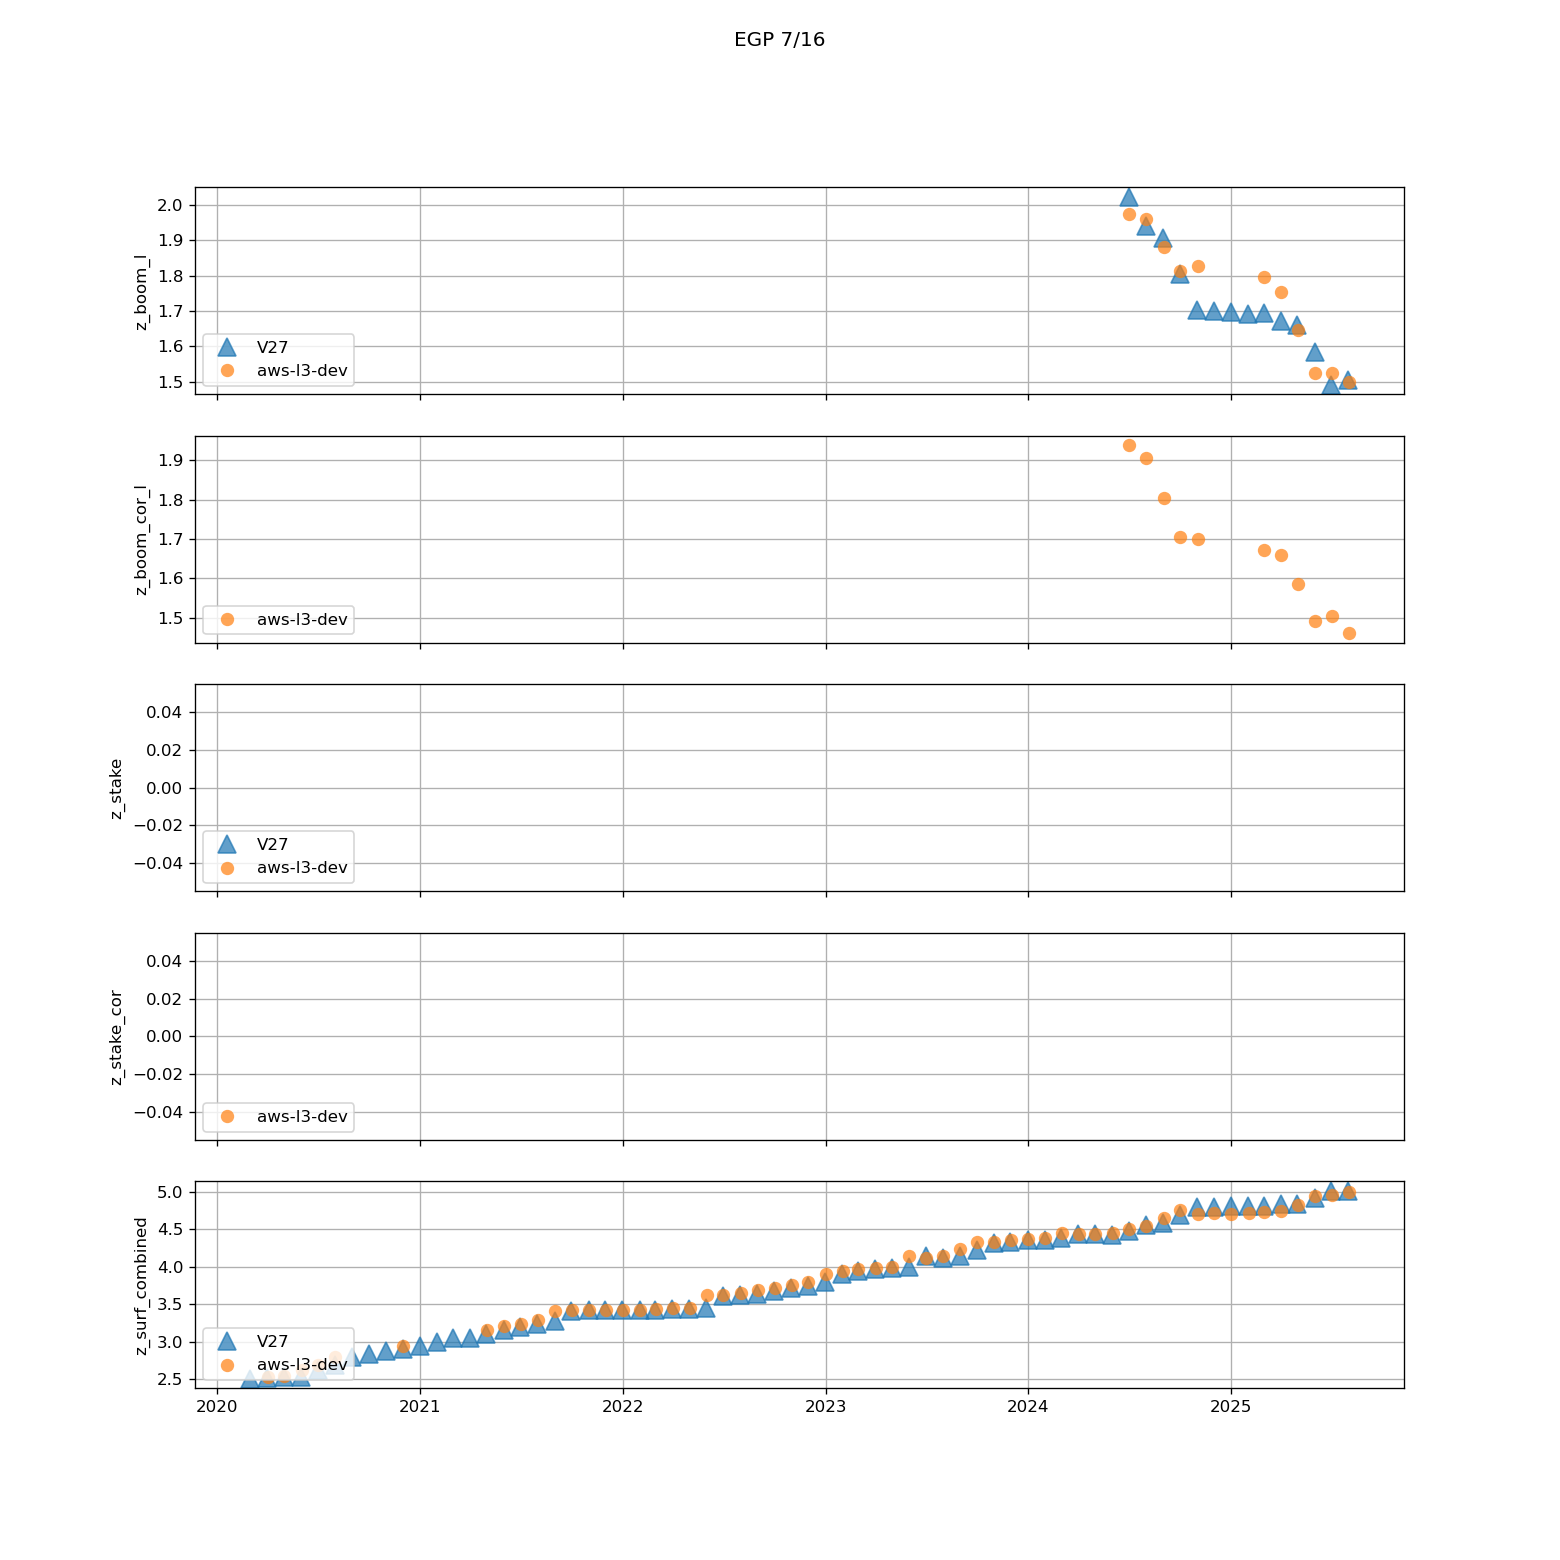 EGP 7/16
z_boom_l
2.0
1.9
1.8
1.7
1.6
1.5
V27
aws-l3-dev
z_boom_cor_l
1.9
1.8
1.7
1.6
1.5
aws-l3-dev
z_stake
0.04
0.02
0.00
−0.02
−0.04
V27
aws-l3-dev
z_stake_cor
0.04
0.02
0.00
−0.02
−0.04
aws-l3-dev
z_surf_combined
5.0
4.5
4.0
3.5
3.0
2.5
V27
aws-l3-dev
2020 2021 2022 2023 2024 2025